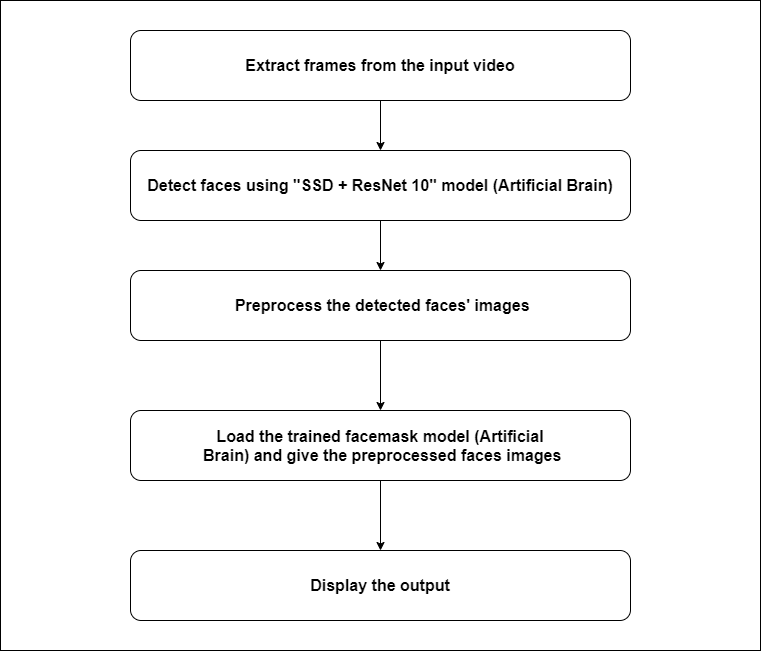 Extract frames from the input video
Detect faces using "SSD + ResNet 10" model (Artificial Brain)
Preprocess the detected faces' images
Load the trained facemask model (Artificial
Brain) and give the preprocessed faces images
Display the output